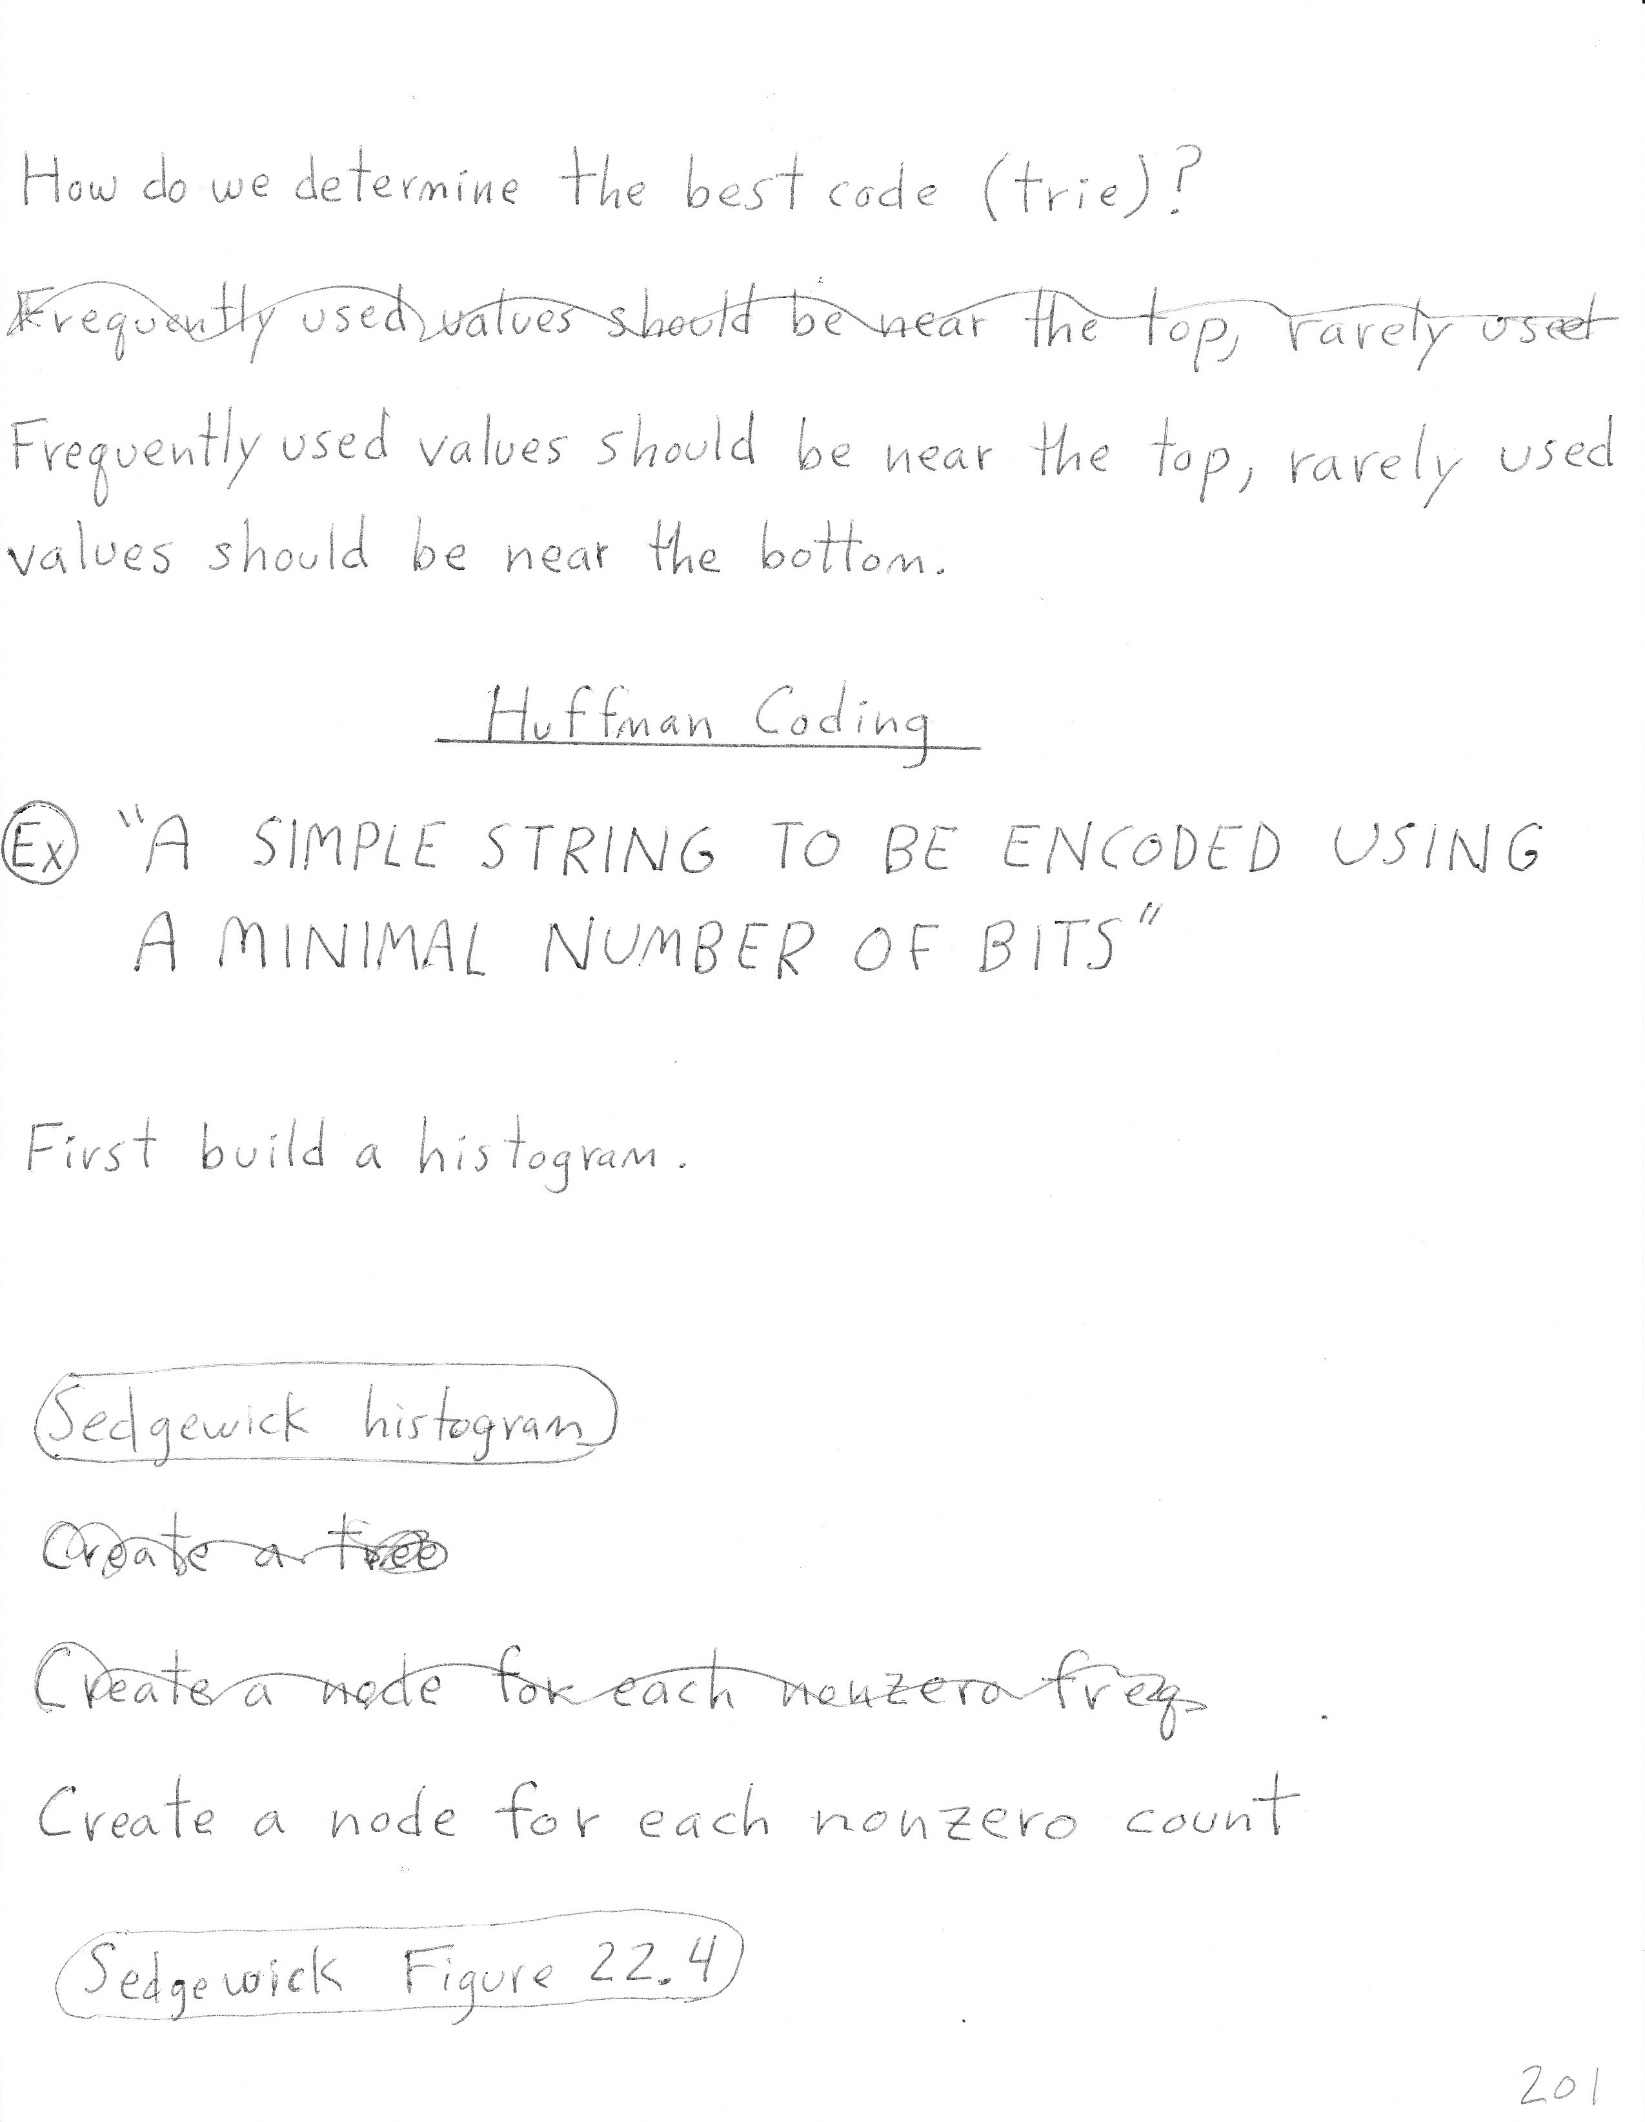 How do we determine the best code (trie)?
Frequently used values should be near the top, rarely used
Frequently used values should be near the top, rarely used
values should be near the bottom.
Huffman Coding
Ex "A SIMPLE STRING TO BE ENCODED USING
A MINIMAL NUMBER OF BITS"
First build a histogram.
Sedgewick histogram
Create a tree
Create a node for each nonzero freq
Create a node for each nonzero count
Sedgewick Figure 22.4
201